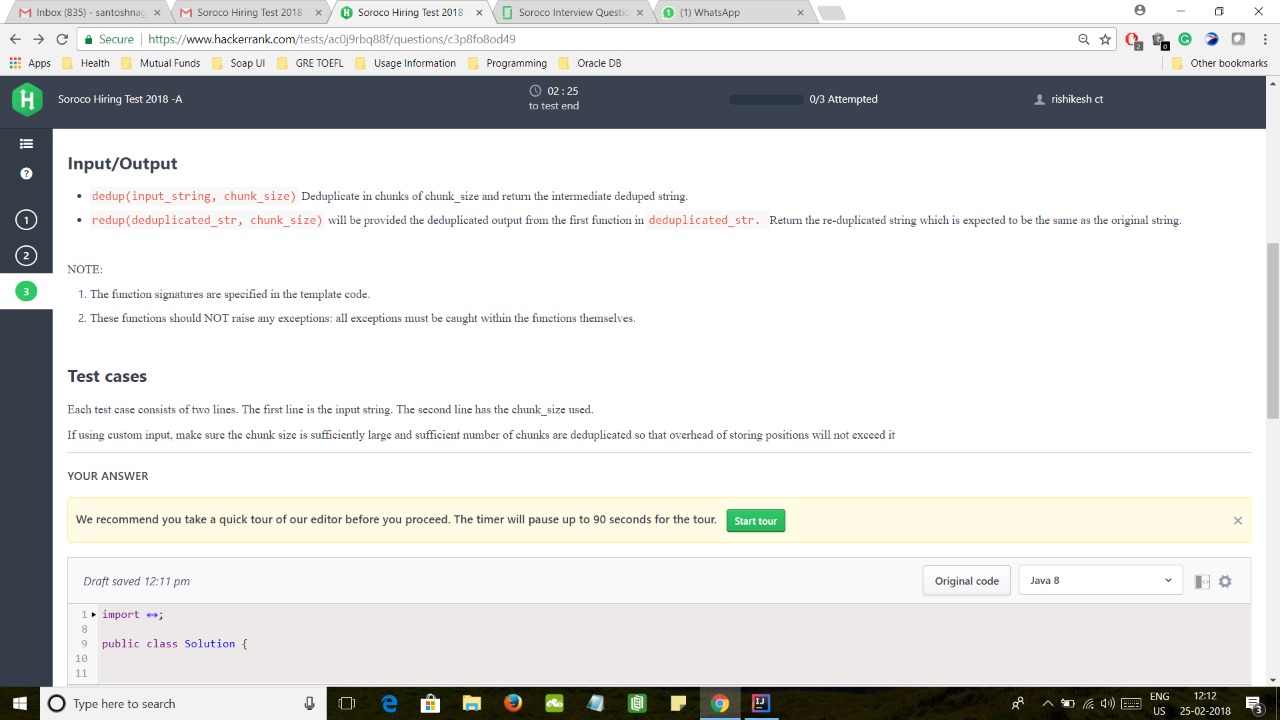 Inbox (835) - santoshnag
Soroco Hiring Test 2018
Soroco Hiring Test 2018
Soroco Interview Questi
(1) WhatsApp
Secure
https://www.hackerrank.com/tests/ac0j9rbq88f/questions/c3p8fo8od49
Apps
Health
Mutual Funds
Soap UI
GRE TOEFL
Usage Information
Programming
Oracle DB
Other bookmarks
Soroco Hiring Test 2018 -A
02 : 25
to test end
0/3 Attempted
rishikesh ct
1
2
3
Input/Output
dedup(input_string, chunk_size) Deduplicate in chunks of chunk_size and return the intermediate deduped string.
redup(deduplicated_str, chunk_size) will be provided the deduplicated output from the first function in deduplicated_str. Return the re-duplicated string which is expected to be the same as the original string.
NOTE:
1. The function signatures are specified in the template code.
2. These functions should NOT raise any exceptions: all exceptions must be caught within the functions themselves.
Test cases
Each test case consists of two lines. The first line is the input string. The second line has the chunk_size used.
If using custom input, make sure the chunk size is sufficiently large and sufficient number of chunks are deduplicated so that overhead of storing positions will not exceed it
YOUR ANSWER
We recommend you take a quick tour of our editor before you proceed. The timer will pause up to 90 seconds for the tour.
Start tour
Draft saved 12:11 pm
Original code
Java 8
1 import ↔;
8
9 public class Solution {
10
11
Type here to search
ENG
US
12:12
25-02-2018
3